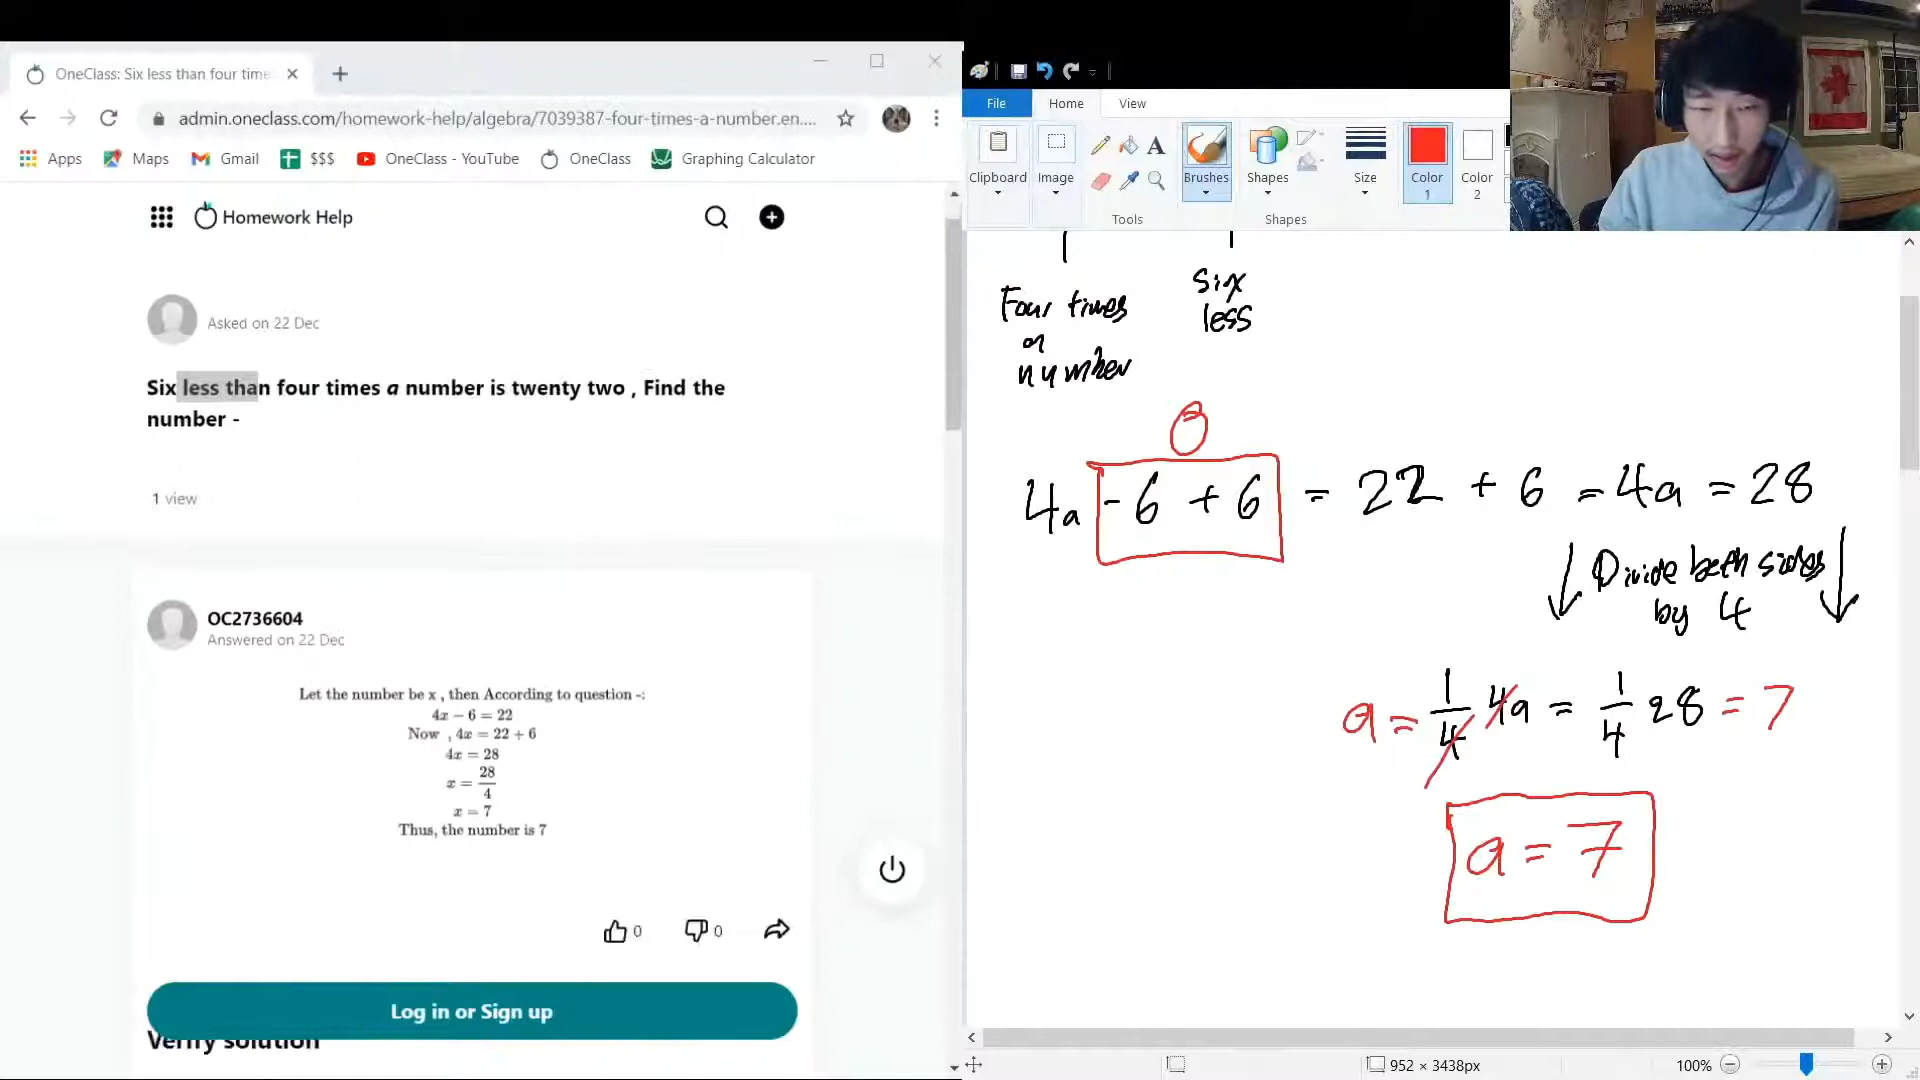 OneClass: Six less than four time
admin.oneclass.com/homework-help/algebra/7039387-four-times-a-number.en....
Apps Maps Gmail $$$ OneClass - YouTube OneClass Graphing Calculator
Homework Help
Asked on 22 Dec
Six less than four times a number is twenty two , Find the
number -
1 view
OC2736604
Answered on 22 Dec
Let the number be x , then According to question -:
4x − 6 = 22
Now , 4x = 22 + 6
4x = 28
x = 28/4
x = 7
Thus, the number is 7
0 0
Log in or Sign up
Verify solution
File Home View
Clipboard Image Brushes Shapes Size Color 1 Color 2
Tools Shapes
Four times
a
number
six
less
0
4a - 6 + 6 = 22 + 6 = 4a = 28
Divide both sides
by 4
a = 1/4 4a = 1/4 28 = 7
a = 7
952 × 3438px 100%